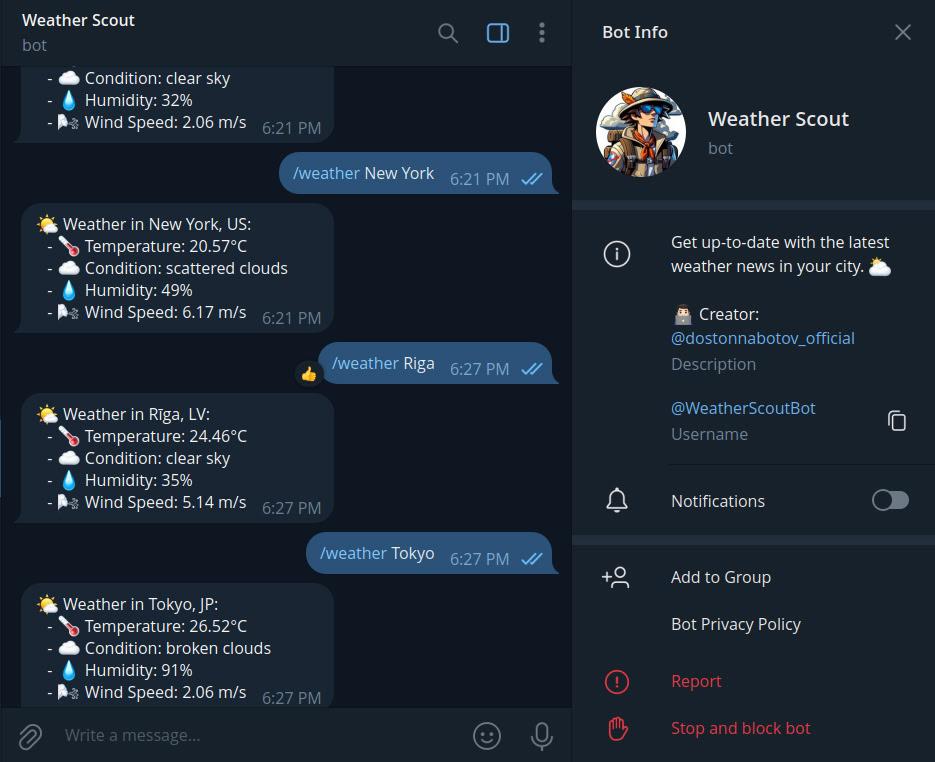 Weather Scout
bot
- ☁️ Condition: clear sky
- 💧 Humidity: 32%
- 🌬️ Wind Speed: 2.06 m/s 6:21 PM
/weather New York 6:21 PM
🌤️ Weather in New York, US:
- 🌡️ Temperature: 20.57°C
- ☁️ Condition: scattered clouds
- 💧 Humidity: 49%
- 🌬️ Wind Speed: 6.17 m/s 6:21 PM
/weather Riga 6:27 PM
👍
🌤️ Weather in Rīga, LV:
- 🌡️ Temperature: 24.46°C
- ☁️ Condition: clear sky
- 💧 Humidity: 35%
- 🌬️ Wind Speed: 5.14 m/s 6:27 PM
/weather Tokyo 6:27 PM
🌤️ Weather in Tokyo, JP:
- 🌡️ Temperature: 26.52°C
- ☁️ Condition: broken clouds
- 💧 Humidity: 91%
- 🌬️ Wind Speed: 2.06 m/s 6:27 PM
Write a message...
Bot Info
Weather Scout
bot
Get up-to-date with the latest
weather news in your city. 🌥️
👨🏻‍💻 Creator:
@dostonnabotov_official
Description
@WeatherScoutBot
Username
Notifications
Add to Group
Bot Privacy Policy
Report
Stop and block bot